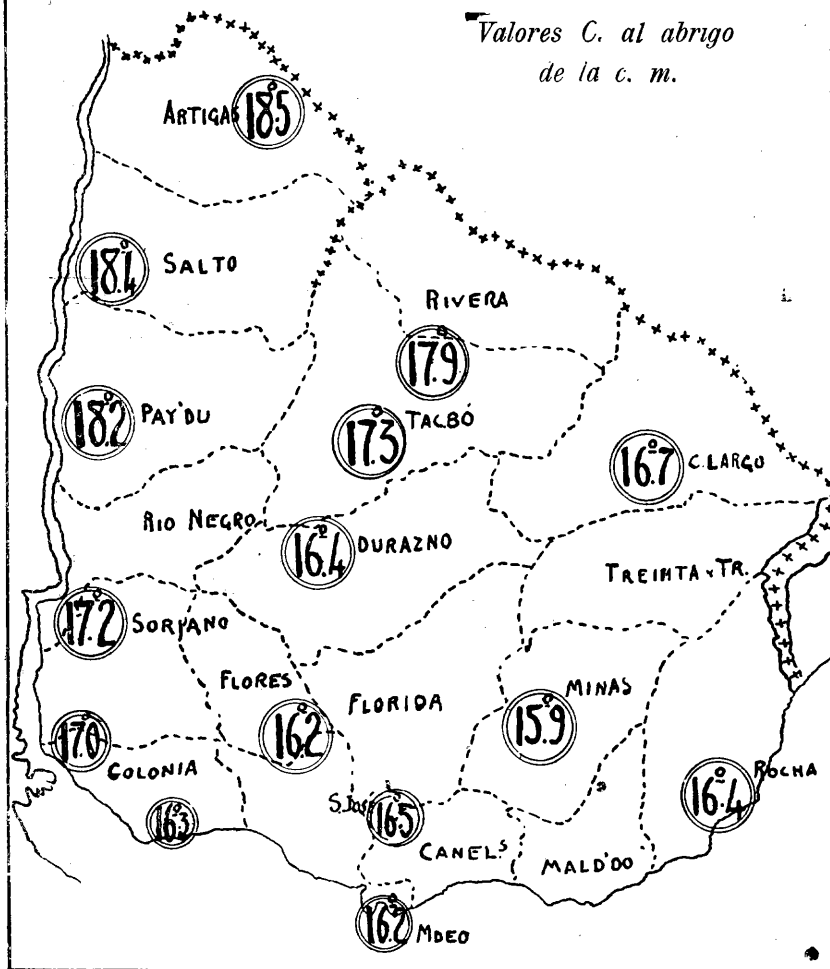 Valores C. al abrigo
de la c. m.
ARTIGAS 18.5°
18.4° SALTO
RIVERA
17.9°
18.2° PAY'DU
17.3° TACBÓ
16.7° C. LARGO
RIO NEGRO
16.4° DURAZNO
TREINTA Y TR.
17.2° SORIANO
FLORES
FLORIDA
MINAS
15.9°
16.2°
17.0°
COLONIA
ROCHA
16.4°
16.3°
S. JOSÉ 16.5°
CANEL.S
MALD'DO
16.2° MDEO